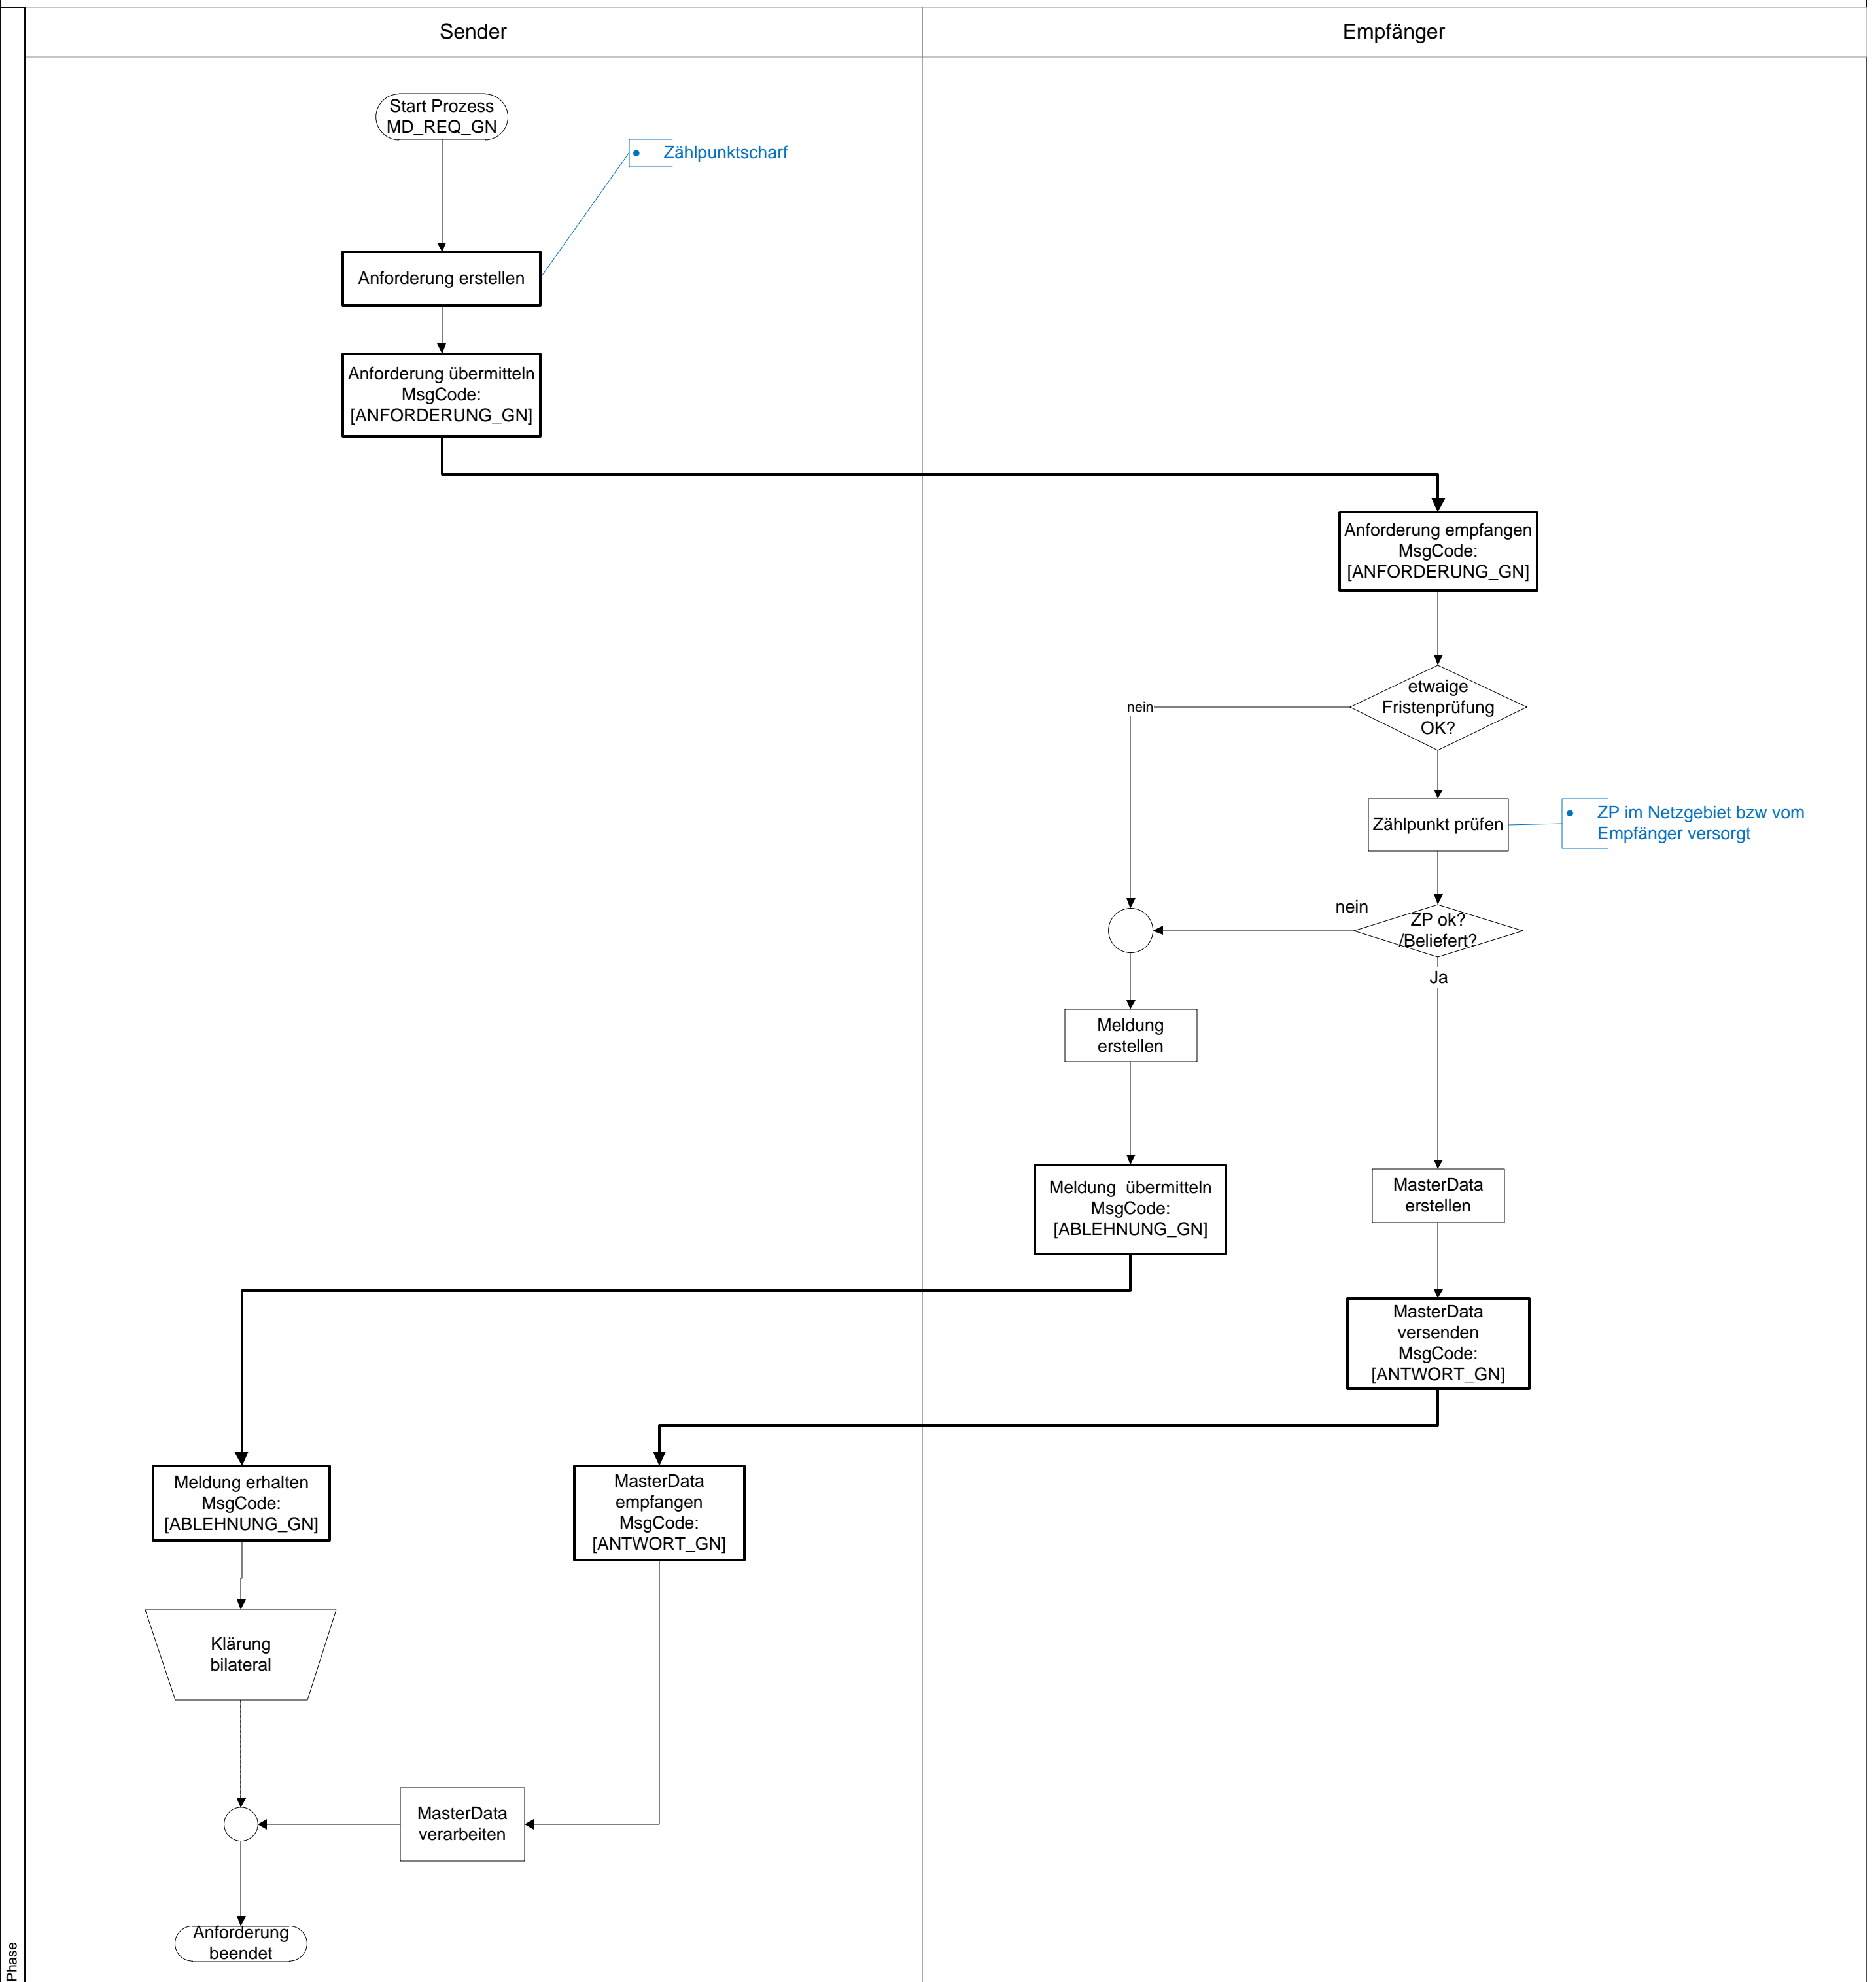 Sender
Empfänger
Start Prozess
MD_REQ_GN
• Zählpunktscharf
Anforderung erstellen
Anforderung übermitteln
MsgCode:
[ANFORDERUNG_GN]
Anforderung empfangen
MsgCode:
[ANFORDERUNG_GN]
etwaige
Fristenprüfung
OK?
nein
Zählpunkt prüfen
• ZP im Netzgebiet bzw vom
Empfänger versorgt
nein
ZP ok?
/Beliefert?
Ja
Meldung
erstellen
Meldung  übermitteln
MsgCode:
[ABLEHNUNG_GN]
MasterData
erstellen
MasterData
versenden
MsgCode:
[ANTWORT_GN]
Meldung erhalten
MsgCode:
[ABLEHNUNG_GN]
MasterData
empfangen
MsgCode:
[ANTWORT_GN]
Klärung
bilateral
MasterData
verarbeiten
Anforderung
beendet
Phase